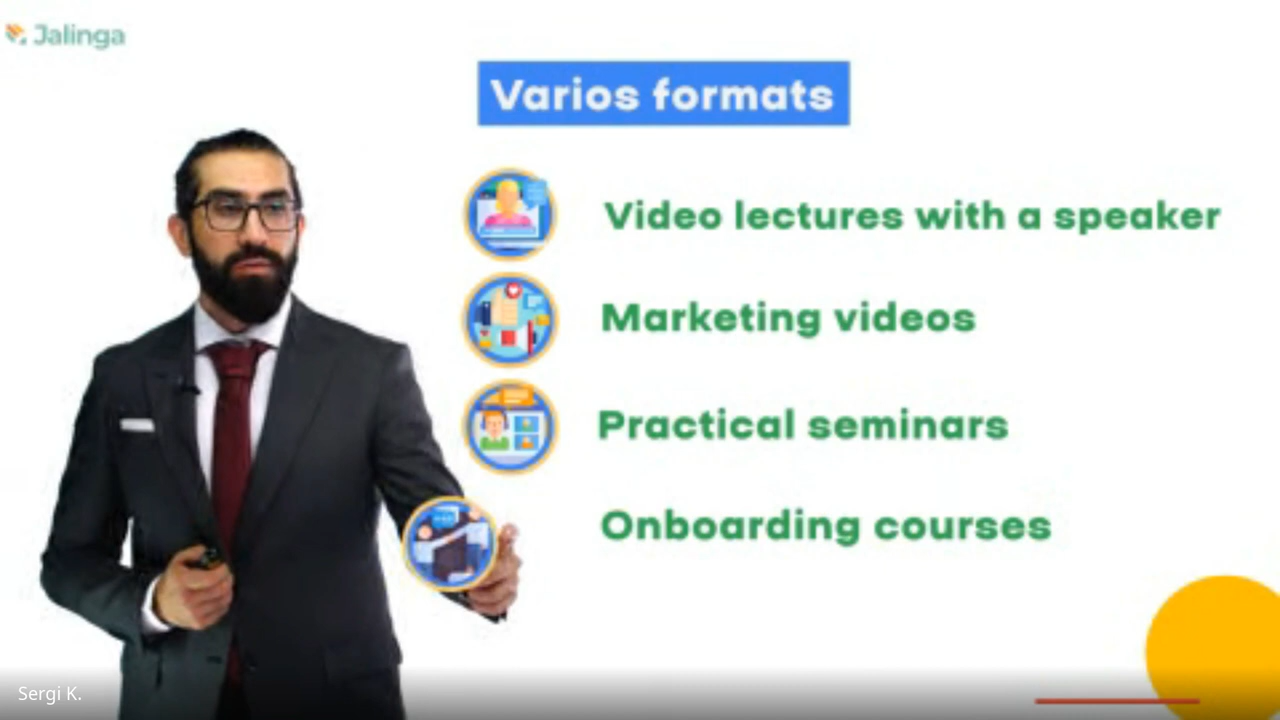 Jalinga
Varios formats
Video lectures with a speaker
Marketing videos
Practical seminars
Onboarding courses
Sergi K.